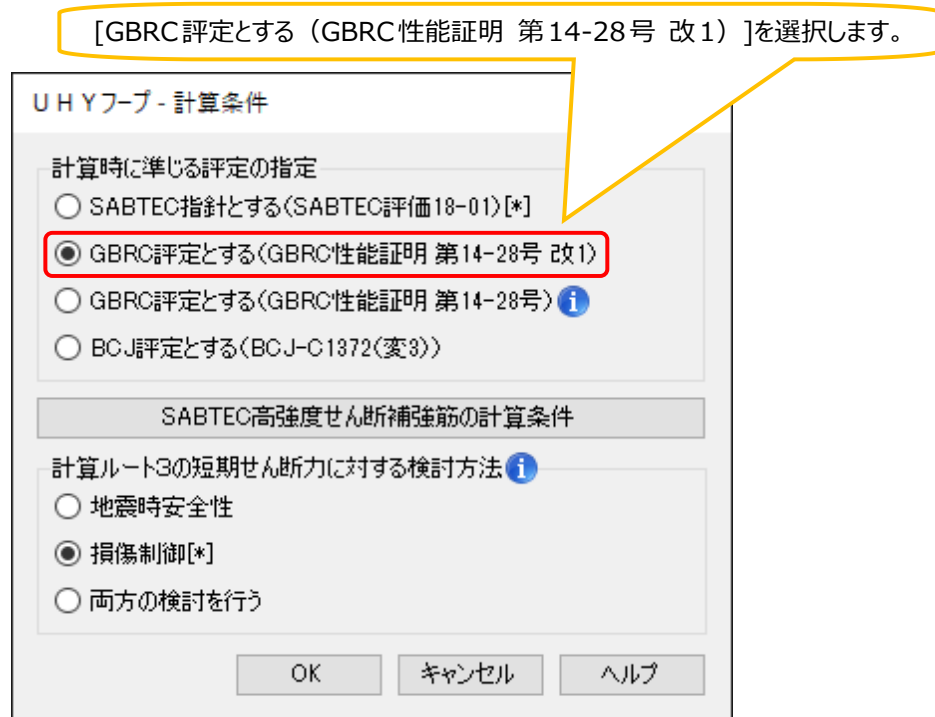 [GBRC評定とする（GBRC性能証明 第14-28号 改1）]を選択します。
ＵＨＹフープ - 計算条件
計算時に準じる評定の指定
SABTEC指針とする(SABTEC評価18-01)[*]
GBRC評定とする(GBRC性能証明 第14-28号 改1)
GBRC評定とする(GBRC性能証明 第14-28号)
BCJ評定とする(BCJ-C1372(変3))
SABTEC高強度せん断補強筋の計算条件
計算ルート3の短期せん断力に対する検討方法
地震時安全性
損傷制御[*]
両方の検討を行う
OK キャンセル ヘルプ